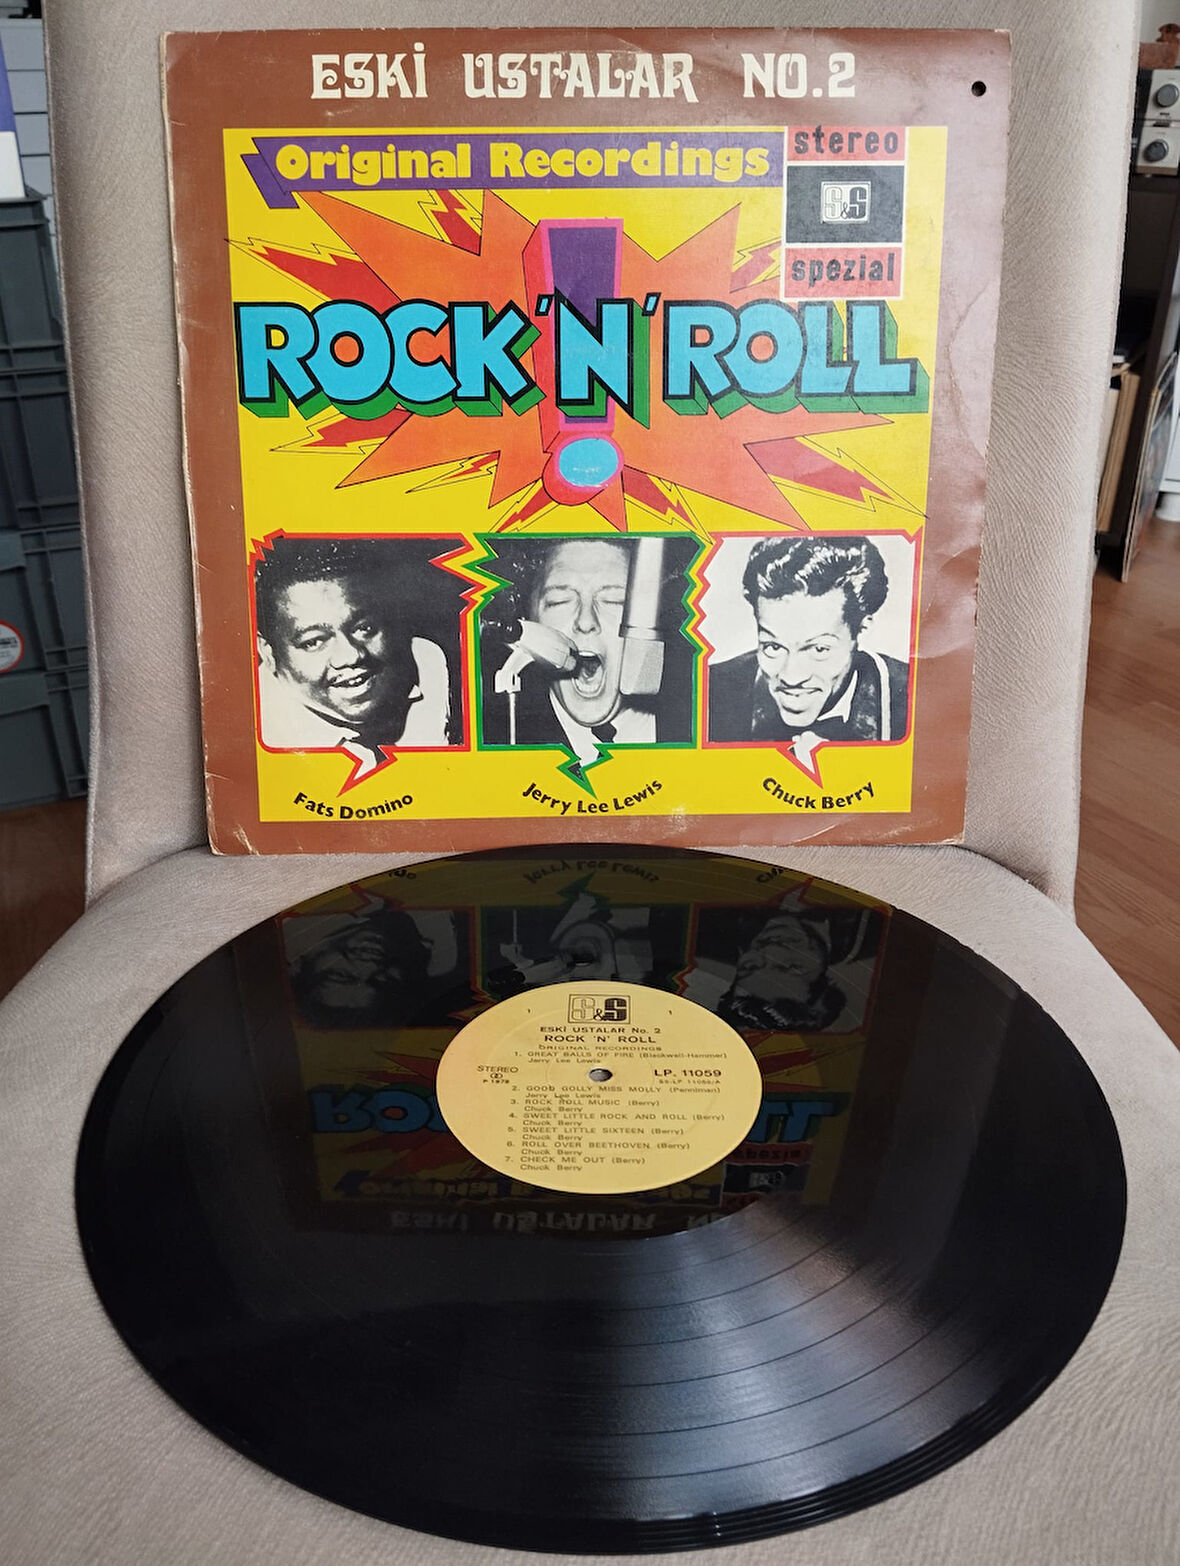 ESKİ USTALAR NO.2
Original Recordings
stereo
S&S
spezial
ROCK 'N' ROLL
!
Fats Domino
Jerry Lee Lewis
Chuck Berry
S&S
1 1
ESKİ USTALAR No. 2
ROCK 'N' ROLL
ORIGINAL RECORDINGS
1. GREAT BALLS OF FIRE (Blackwell-Hammer)
Jerry Lee Lewis
STEREO
LP. 11059
P 1978
2. GOOD GOLLY MISS MOLLY (Penniman)
Jerry Lee Lewis
3. ROCK ROLL MUSIC (Berry)
Chuck Berry
4. SWEET LITTLE ROCK AND ROLL (Berry)
Chuck Berry
5. SWEET LITTLE SIXTEEN (Berry)
Chuck Berry
6. ROLL OVER BEETHOVEN (Berry)
Chuck Berry
7. CHECK ME OUT (Berry)
Chuck Berry